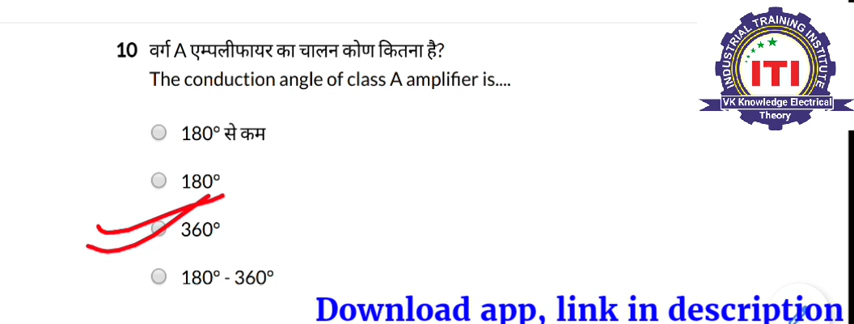 10 वर्ग A एम्पलीफायर का चालन कोण कितना है?
The conduction angle of class A amplifier is....
180° से कम
180°
360°
180° - 360°
INDUSTRIAL TRAINING INSTITUTE
ITI
VK Knowledge Electrical
Theory
Download app, link in description